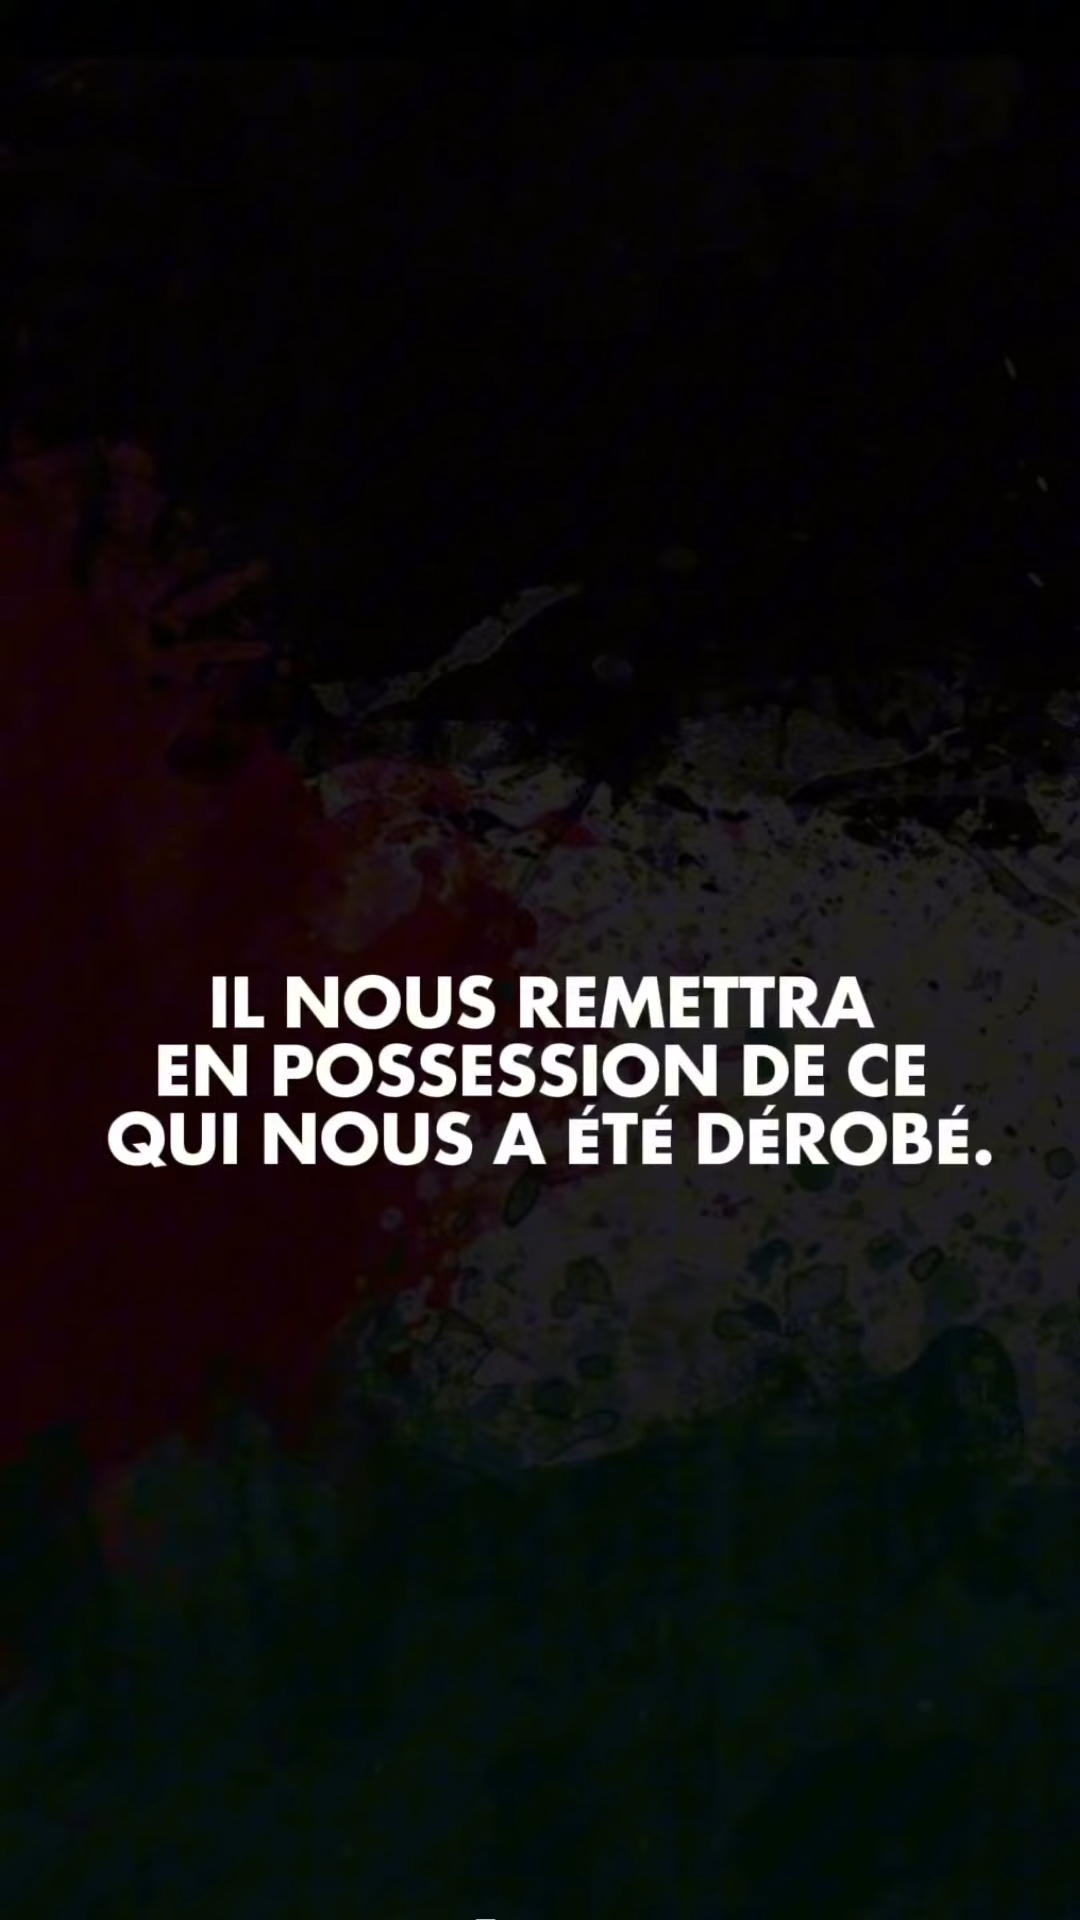 IL NOUS REMETTRA
EN POSSESSION DE CE
QUI NOUS A ÉTÉ DÉROBÉ.